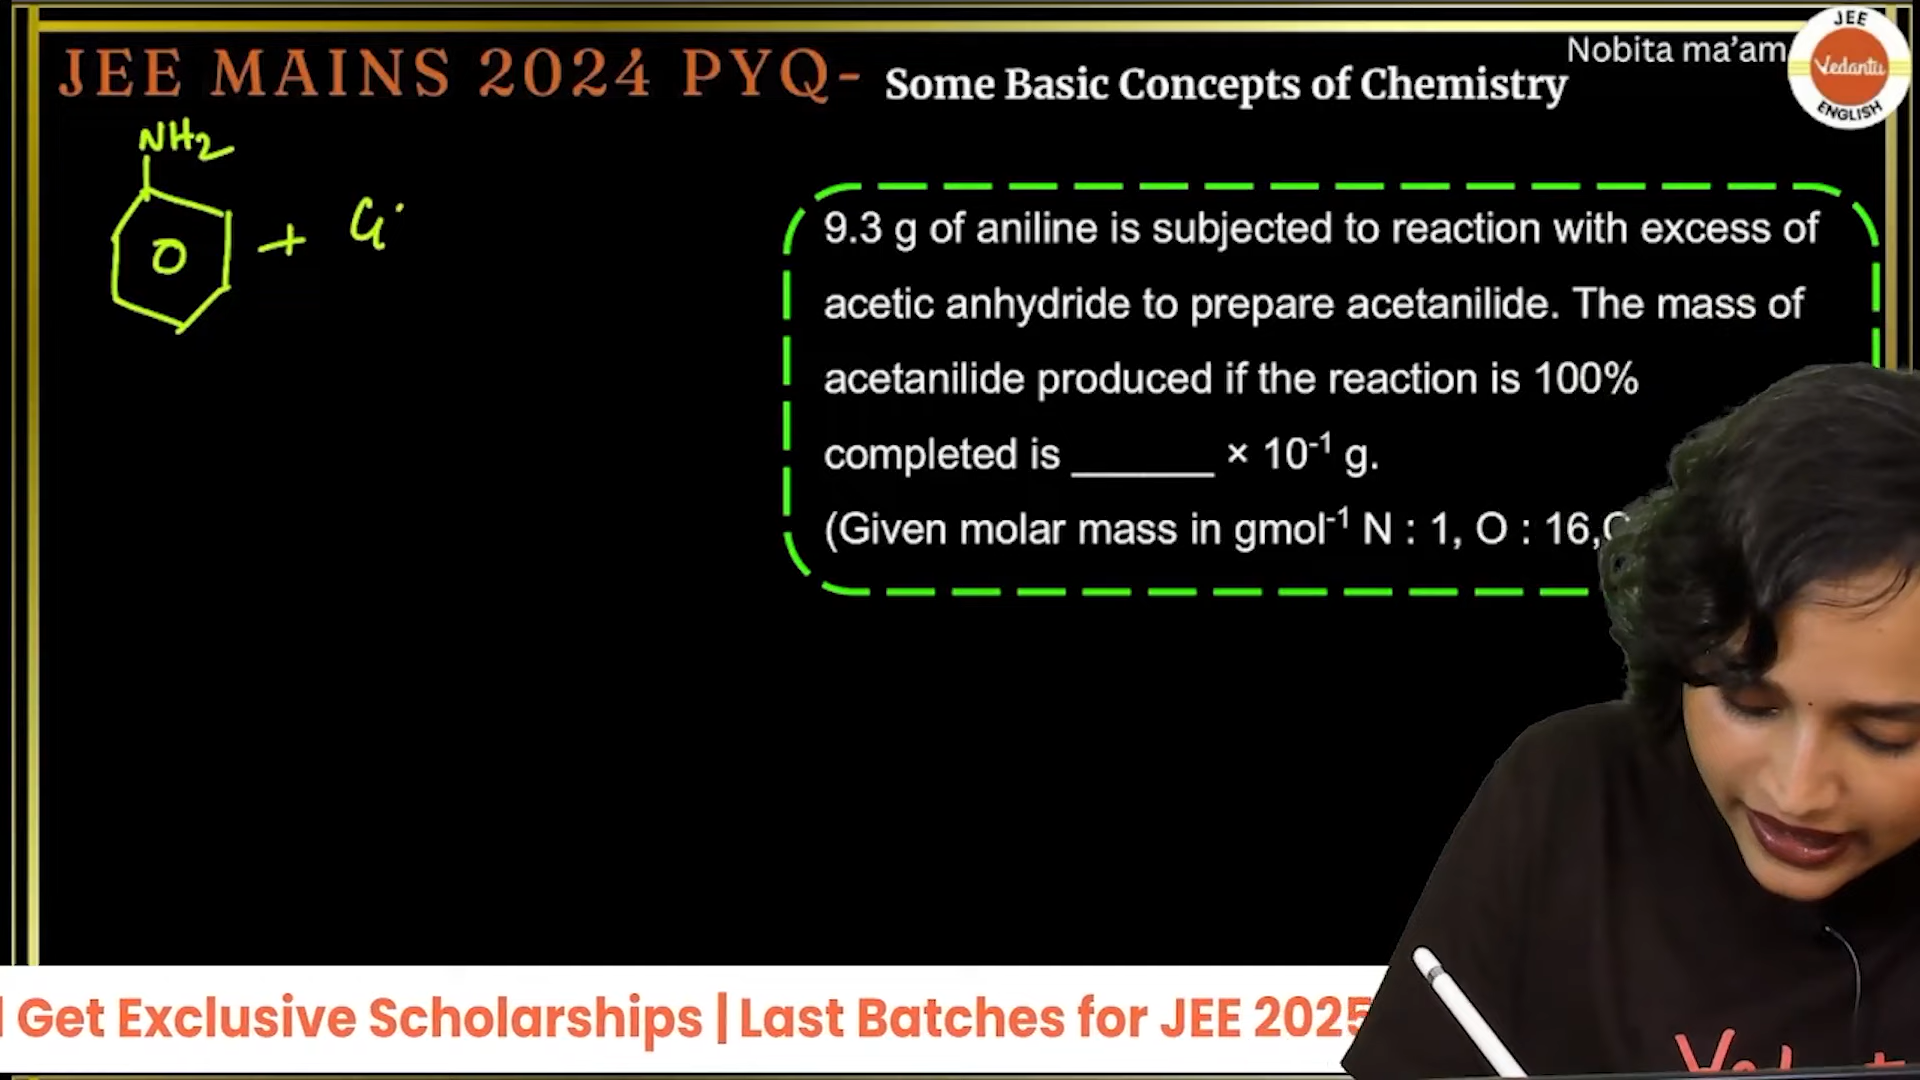 JEE MAINS 2024 PYQ- Some Basic Concepts of Chemistry
Nobita ma'am
JEE
Vedantu
ENGLISH
NH2
+
9.3 g of aniline is subjected to reaction with excess of
acetic anhydride to prepare acetanilide. The mass of
acetanilide produced if the reaction is 100%
completed is ______ × 10⁻¹ g.
(Given molar mass in gmol⁻¹ N : 1, O : 16,
Get Exclusive Scholarships | Last Batches for JEE 2025